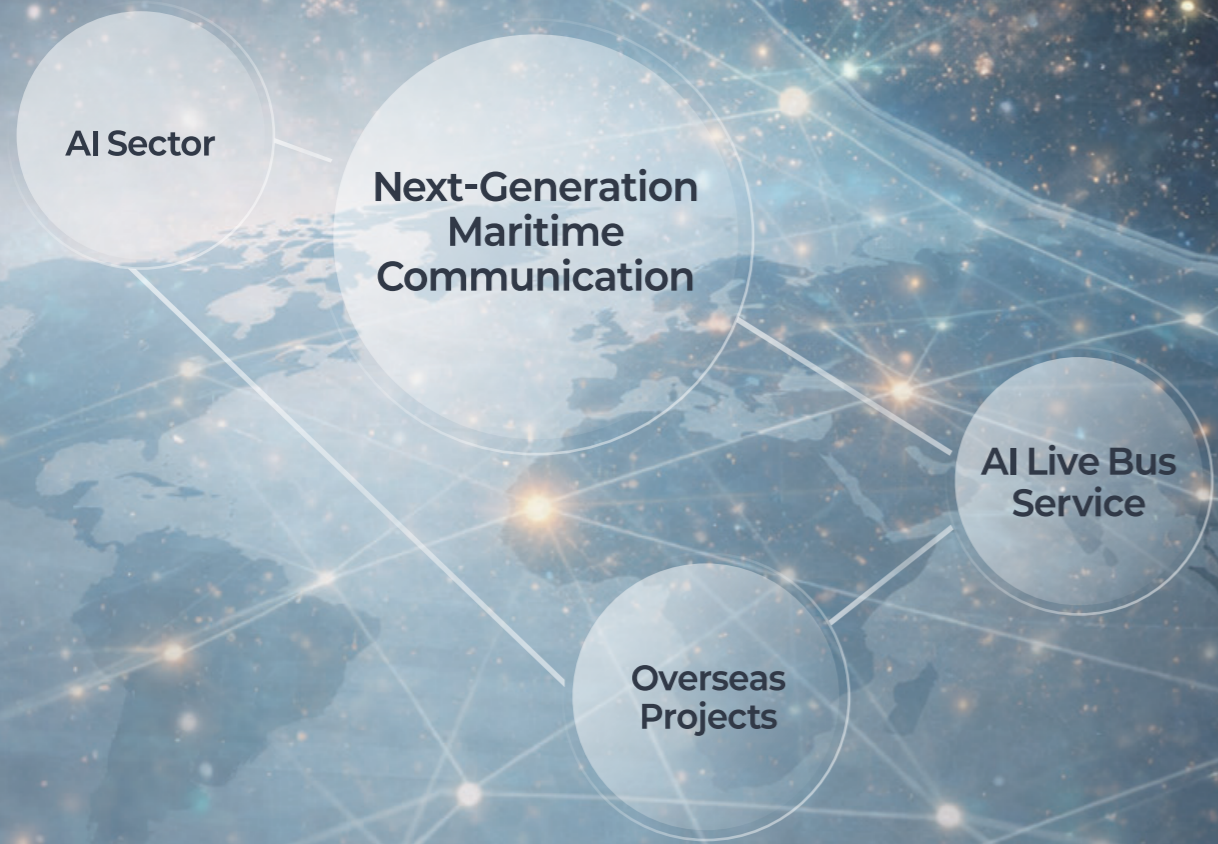 AI Sector
Next-Generation
Maritime
Communication
AI Live Bus
Service
Overseas
Projects